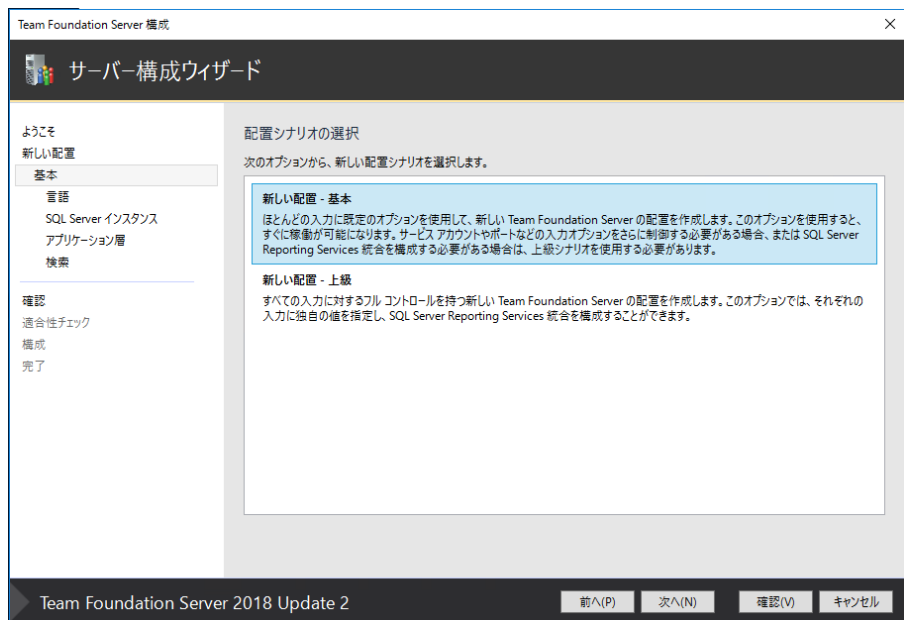 Team Foundation Server 構成
サーバー構成ウィザード
ようこそ
新しい配置
基本
言語
SQL Server インスタンス
アプリケーション層
検索
確認
適合性チェック
構成
完了
配置シナリオの選択
次のオプションから、新しい配置シナリオを選択します。
新しい配置 - 基本
ほとんどの入力に既定のオプションを使用して、新しい Team Foundation Server の配置を作成します。このオプションを使用すると、
すぐに稼働が可能になります。サービス アカウントやポートなどの入力オプションをさらに制御する必要がある場合、または SQL Server
Reporting Services 統合を構成する必要がある場合は、上級シナリオを使用する必要があります。
新しい配置 - 上級
すべての入力に対するフル コントロールを持つ新しい Team Foundation Server の配置を作成します。このオプションでは、それぞれの
入力に独自の値を指定し、SQL Server Reporting Services 統合を構成することができます。
Team Foundation Server 2018 Update 2
前へ(P)
次へ(N)
確認(V)
キャンセル